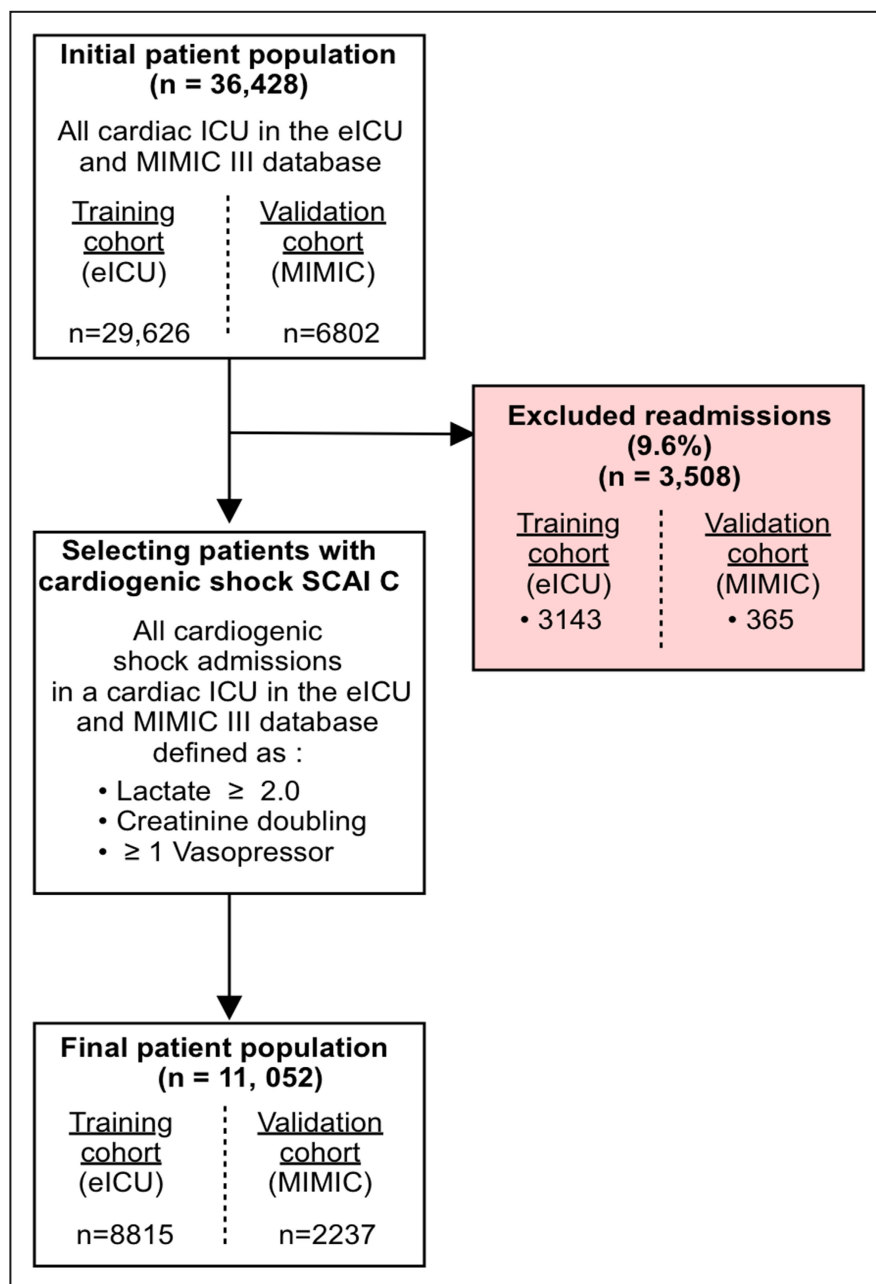 Initial patient population
(n = 36,428)
All cardiac ICU in the eICU
and MIMIC III database
Training
cohort
(eICU)
n=29,626
Validation
cohort
(MIMIC)
n=6802
Excluded readmissions
(9.6%)
(n = 3,508)
Training
cohort
(eICU)
• 3143
Validation
cohort
(MIMIC)
• 365
Selecting patients with
cardiogenic shock SCAI C
All cardiogenic
shock admissions
in a cardiac ICU in the eICU
and MIMIC III database
defined as :
• Lactate ≥ 2.0
• Creatinine doubling
• ≥ 1 Vasopressor
Final patient population
(n = 11, 052)
Training
cohort
(eICU)
n=8815
Validation
cohort
(MIMIC)
n=2237